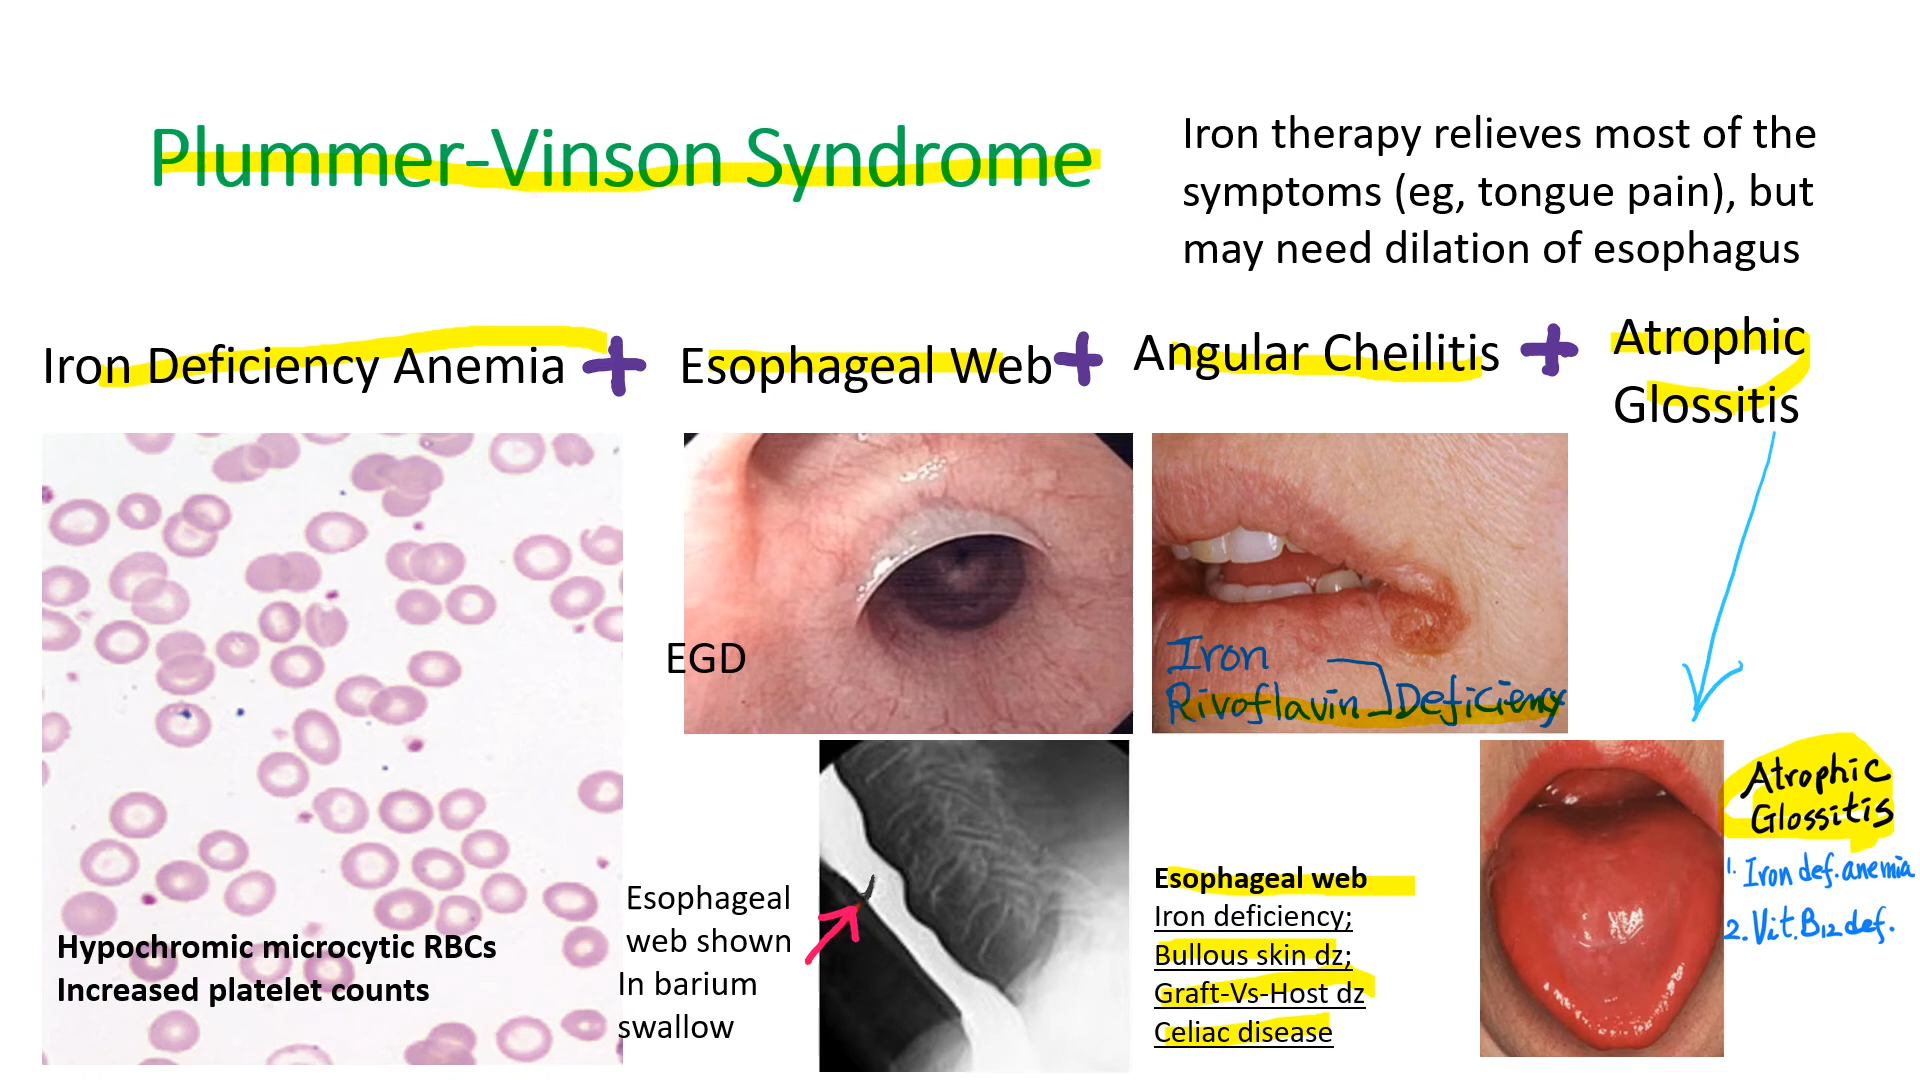 Plummer-Vinson Syndrome
Iron therapy relieves most of the
symptoms (eg, tongue pain), but
may need dilation of esophagus
Iron Deficiency Anemia +
Esophageal Web +
Angular Cheilitis +
Atrophic
Glossitis
EGD
Iron
Rivoflavin
Deficiency
Hypochromic microcytic RBCs
Increased platelet counts
Esophageal
web shown
In barium
swallow
Esophageal web
Iron deficiency;
Bullous skin dz;
Graft-Vs-Host dz
Celiac disease
Atrophic
Glossitis
1. Iron def. anemia
2. Vit. B12 def.